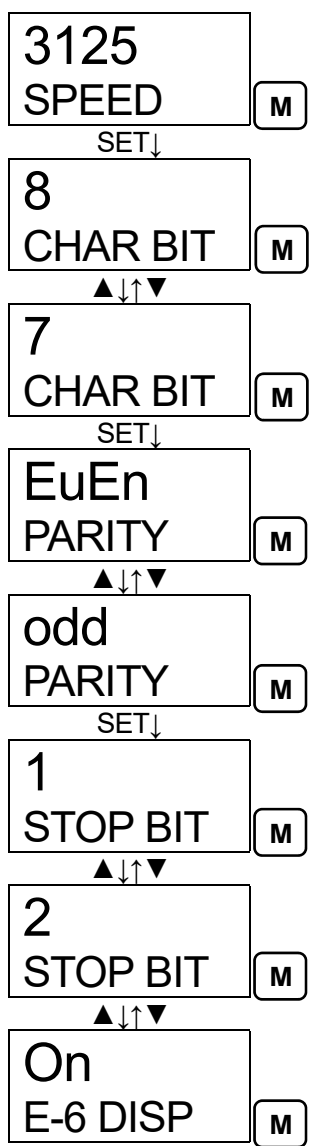 3125
SPEED M
SET↓
8
CHAR BIT M
▲↓↑▼
7
CHAR BIT M
SET↓
EuEn
PARITY M
▲↓↑▼
odd
PARITY M
SET↓
1
STOP BIT M
▲↓↑▼
2
STOP BIT M
▲↓↑▼
On
E-6 DISP M